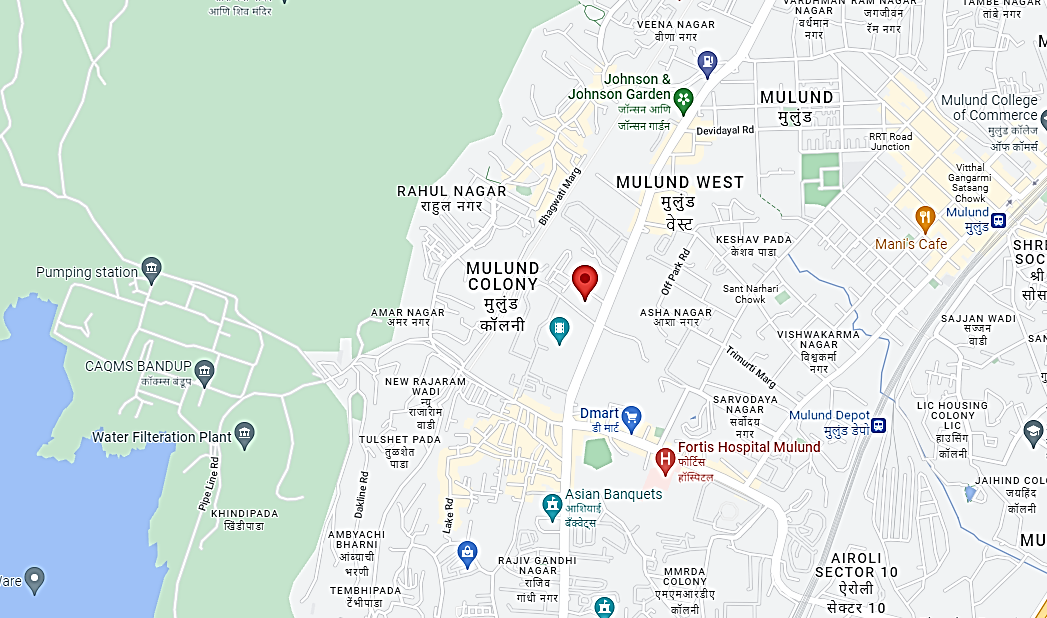 आणि शिव मंदिर
VEENA NAGAR
वीणा नगर
VARDHAMAN
NAGAR
वर्धमान
नगर
RAM NAGAR
जगजीवन
रॅम नगर
TAMBE NAGAR
तांबे नगर
Johnson &
Johnson Garden
जॉन्सन आणि
जॉन्सन गार्डन
MULUND
मुलुंड
Mulund College
of Commerce
मुलुंड कॉलेज
ऑफ कॉमर्स
Devidayal Rd
RRT Road
Junction
Vitthal
Gangarmi
Satsang
Chowk
RAHUL NAGAR
राहुल नगर
Bhagwati Marg
MULUND WEST
मुलुंड
वेस्ट
Mulund
मुलुंड
Mani's Cafe
KESHAV PADA
केशव पाडा
SHRE
SOC
श्री
सोस
Pumping station
MULUND
COLONY
मुलुंड
कॉलनी
Off Park Rd
Sant Narhari
Chowk
AMAR NAGAR
अमर नगर
ASHA NAGAR
आशा नगर
SAJJAN WADI
सज्जन
वाडी
VISHWAKARMA
NAGAR
विश्वकर्मा
नगर
SAN
Trimurti Marg
CAQMS BANDUP
कॉक्म्स बंडूप
NEW RAJARAM
WADI
न्यू
राजाराम
वाडी
SARVODAYA
NAGAR
सर्वोदय
नगर
LIC HOUSING
COLONY
LIC
हाउसिंग
कॉलनी
Dmart
डी मार्ट
Mulund Depot
मुलुंड डेपो
Water Filteration Plant
TULSHET PADA
तुळशेत
पाडा
Fortis Hospital Mulund
फोर्टिस
हॉस्पिटल
Pipe Line Rd
Dakline Rd
Lake Rd
Asian Banquets
आशियाई
बँक्वेट्स
JAIHIND COL
जयहिंद
कॉलनी
KHINDIPADA
खिंडीपाडा
AMBYACHI
BHARNI
आंब्याची
भरणी
MU
RAJIV GANDHI
NAGAR
राजिव
गांधी नगर
MMRDA
COLONY
एमएमआरडीए
कॉलनी
AIROLI
SECTOR 10
ऐरोली
सेक्टर 10
Ware
TEMBHIPADA
टेंभीपाडा